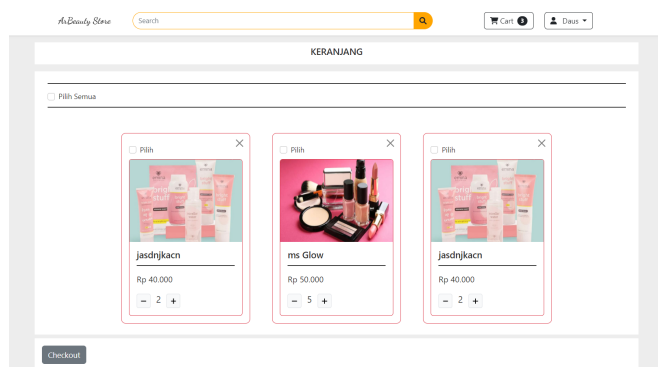 ArBeauty Store
Search
Cart 3
Daus
KERANJANG
Pilih Semua
Pilih
jasdnjkacn
Rp 40.000
− 2 +
Pilih
ms Glow
Rp 50.000
− 5 +
Pilih
jasdnjkacn
Rp 40.000
− 2 +
Checkout